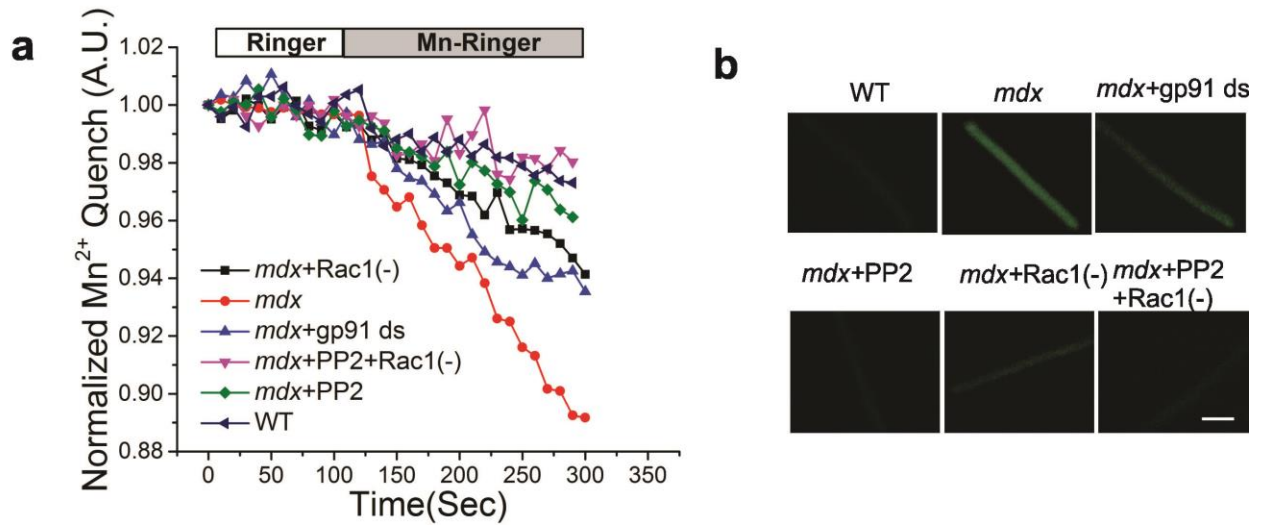 a
Ringer
Mn-Ringer
Normalized Mn2+ Quench (A.U.)
1.02
1.00
0.98
0.96
0.94
0.92
0.90
0.88
mdx+Rac1(-)
mdx
mdx+gp91 ds
mdx+PP2+Rac1(-)
mdx+PP2
WT
0
50
100
150
200
250
300
350
Time(Sec)
b
WT
mdx
mdx+gp91 ds
mdx+PP2
mdx+Rac1(-)
mdx+PP2
+Rac1(-)